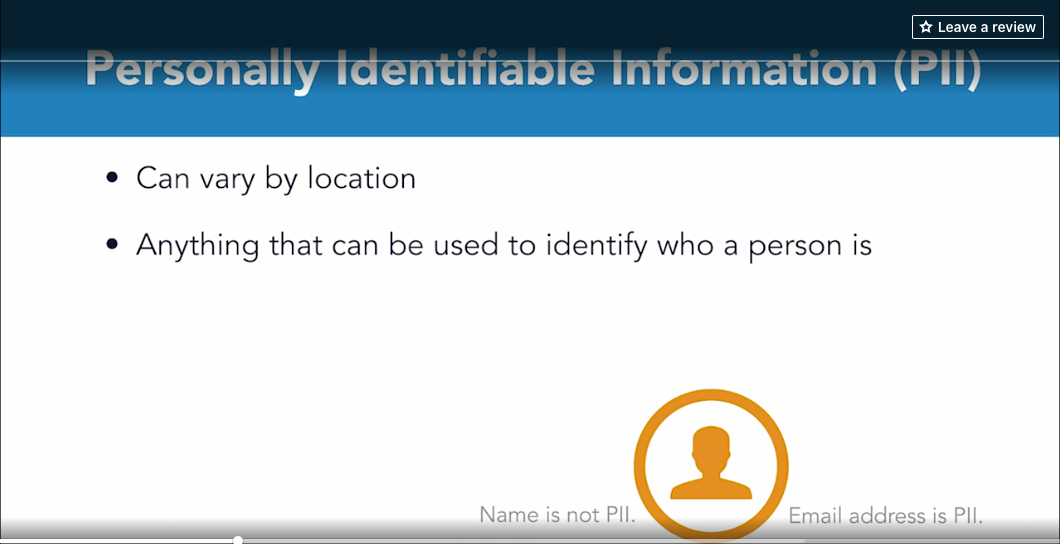 Leave a review
Personally Identifiable Information (PII)
• Can vary by location
• Anything that can be used to identify who a person is
Name is not PII.
Email address is PII.